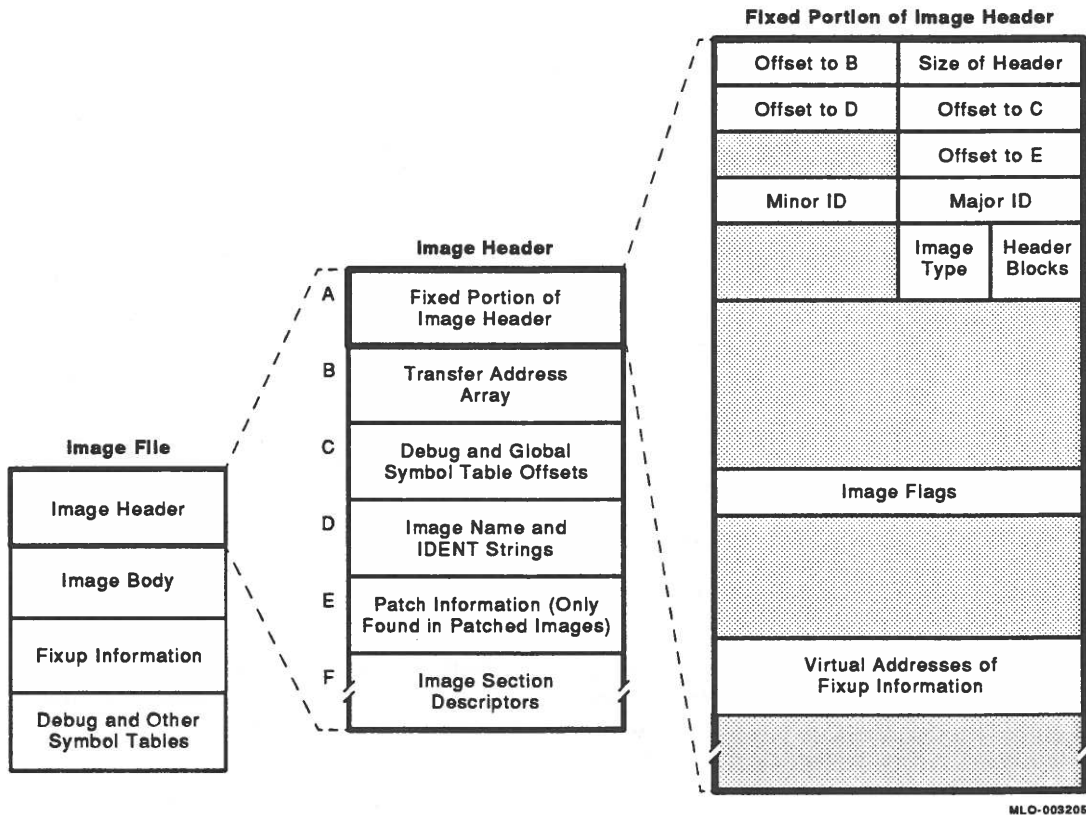 Fixed Portion of Image Header
Offset to B
Size of Header
Offset to D
Offset to C
Offset to E
Minor ID
Major ID
Image
Type
Header
Blocks
Image Flags
Virtual Addresses of
Fixup Information
Image Header
A
Fixed Portion of
Image Header
B
Transfer Address
Array
C
Debug and Global
Symbol Table Offsets
D
Image Name and
IDENT Strings
E
Patch Information (Only
Found in Patched Images)
F
Image Section
Descriptors
Image File
Image Header
Image Body
Fixup Information
Debug and Other
Symbol Tables
MLO-003205